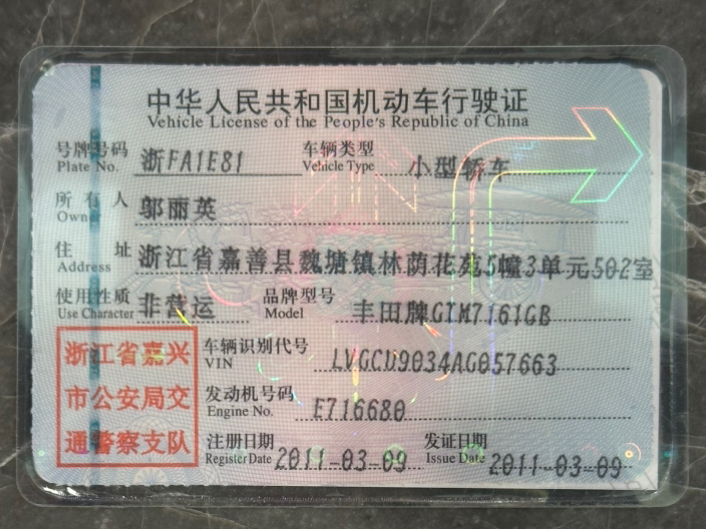 中华人民共和国机动车行驶证
Vehicle License of the People's Republic of China
号牌号码 浙FA1E81 车辆类型 小型轿车
Plate No. Vehicle Type
所有人 邬丽英
Owner
住址 浙江省嘉善县魏塘镇林荫花苑5幢3单元502室
Address
使用性质 非营运 品牌型号 丰田牌GTM7161GB
Use Character Model
浙江省嘉兴
市公安局交
通警察支队
车辆识别代号 LVGCU9034AG057663
VIN
发动机号码 E716680
Engine No.
注册日期 2011-03-09 发证日期 2011-03-09
Register Date Issue Date